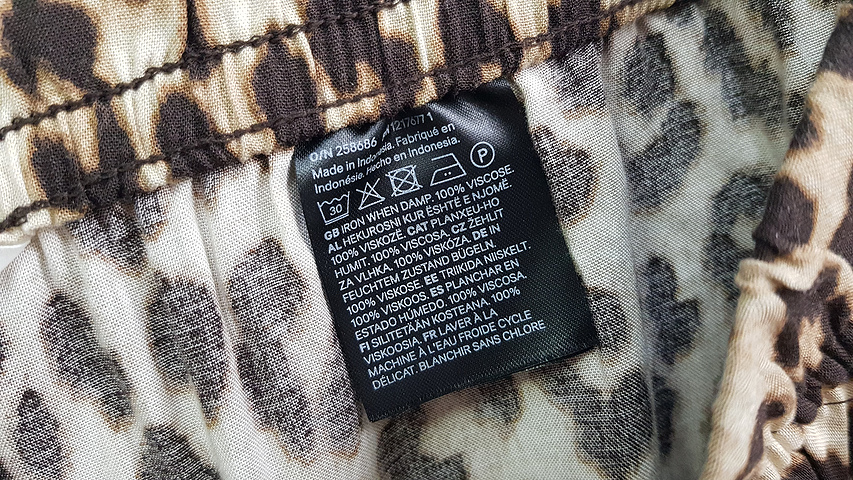 O/N 258686 1217677 1
Made in Indonesia. Fabriqué en
Indonésie. Hecho en Indonesia.
30 P
GB IRON WHEN DAMP. 100% VISCOSE.
AL HEKUROSNI KUR ËSHTË E NJOMË.
100% VISKOZË. CAT PLANXEU-HO
HUMIT. 100% VISCOSA. CZ ŽEHLIT
ZA VLHKA. 100% VISKÓZA. DE IN
FEUCHTEM ZUSTAND BÜGELN.
100% VISKOSE. EE TRIIKIDA NIISKELT.
100% VISKOOS. ES PLANCHAR EN
ESTADO HÚMEDO. 100% VISCOSA.
FI SILITETÄÄN KOSTEANA. 100%
VISKOOSIA. FR LAVER À LA
MACHINE À L'EAU FROIDE CYCLE
DÉLICAT. BLANCHIR SANS CHLORE